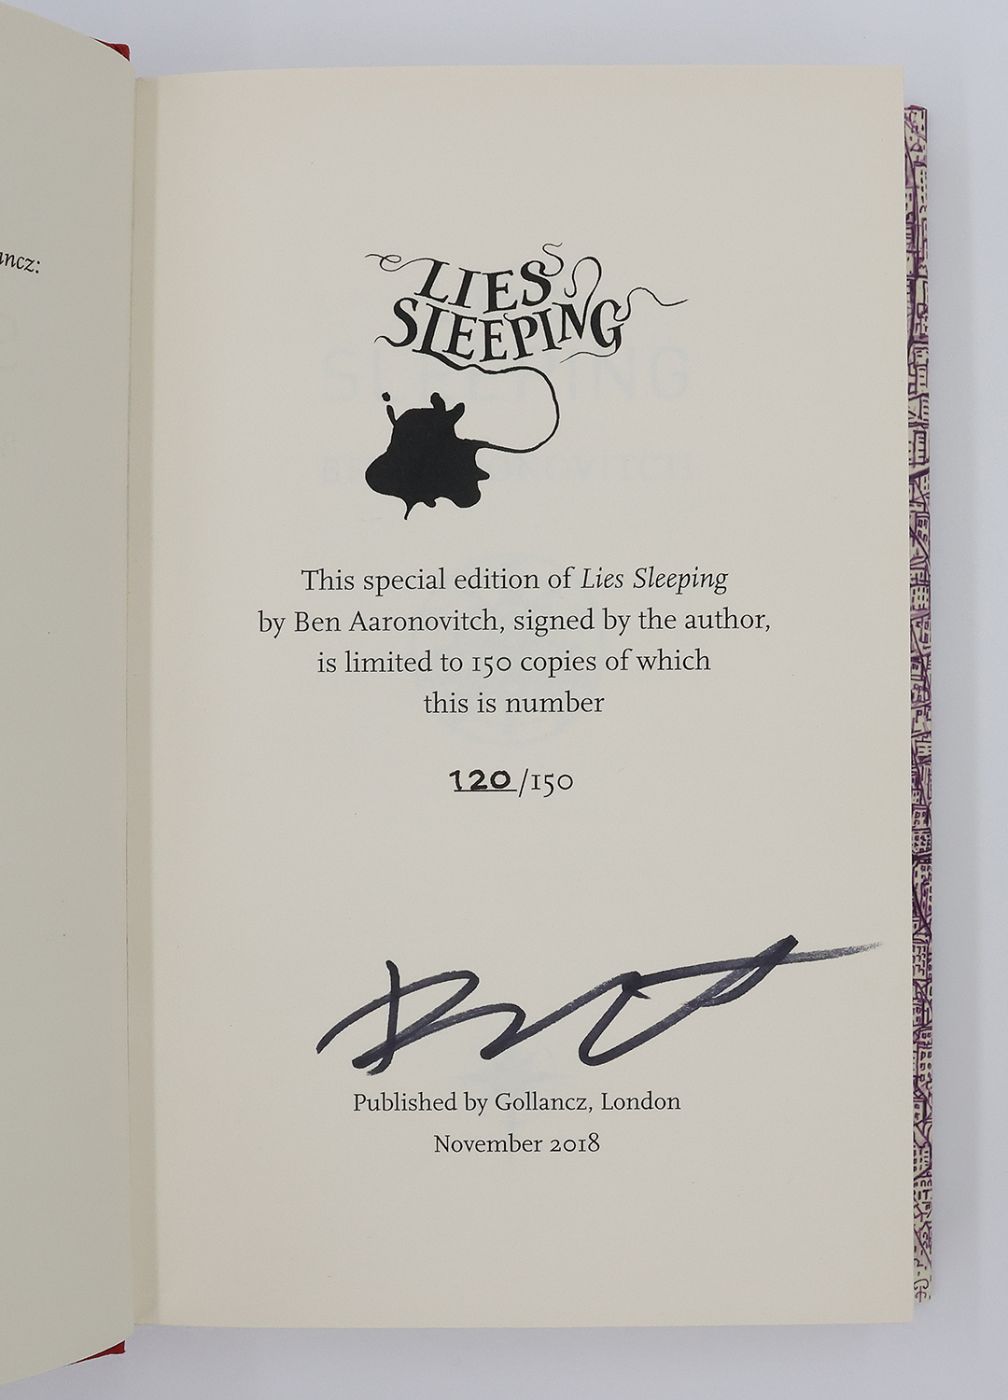 ancz:
LIES
SLEEPING
This special edition of Lies Sleeping
by Ben Aaronovitch, signed by the author,
is limited to 150 copies of which
this is number
120/150
Published by Gollancz, London
November 2018